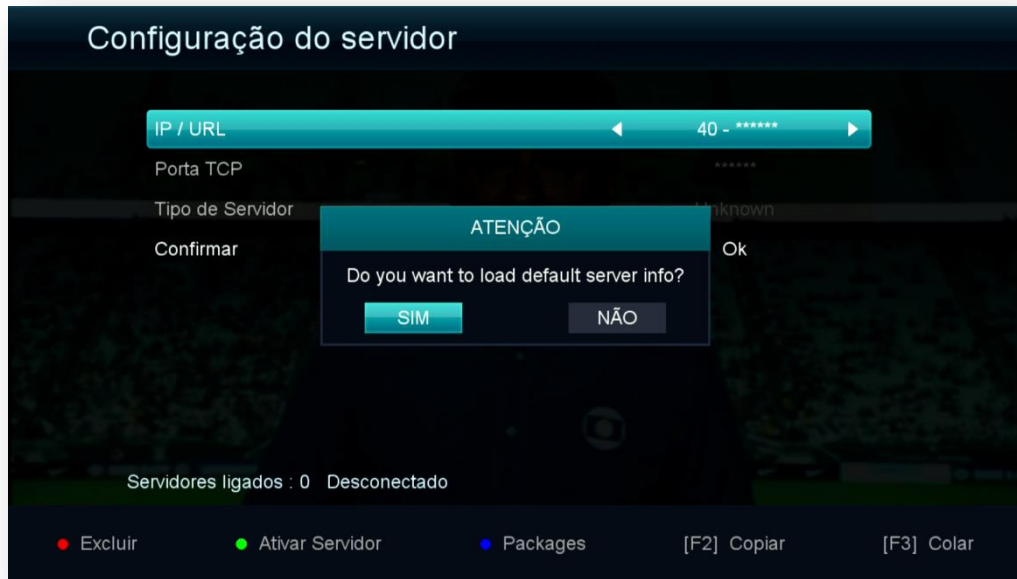 Configuração do servidor
IP / URL 40 - ******
Porta TCP ******
Tipo de Servidor Unknown
Confirmar Ok
ATENÇÃO
Do you want to load default server info?
SIM NÃO
Servidores ligados : 0 Desconectado
Excluir Ativar Servidor Packages [F2] Copiar [F3] Colar